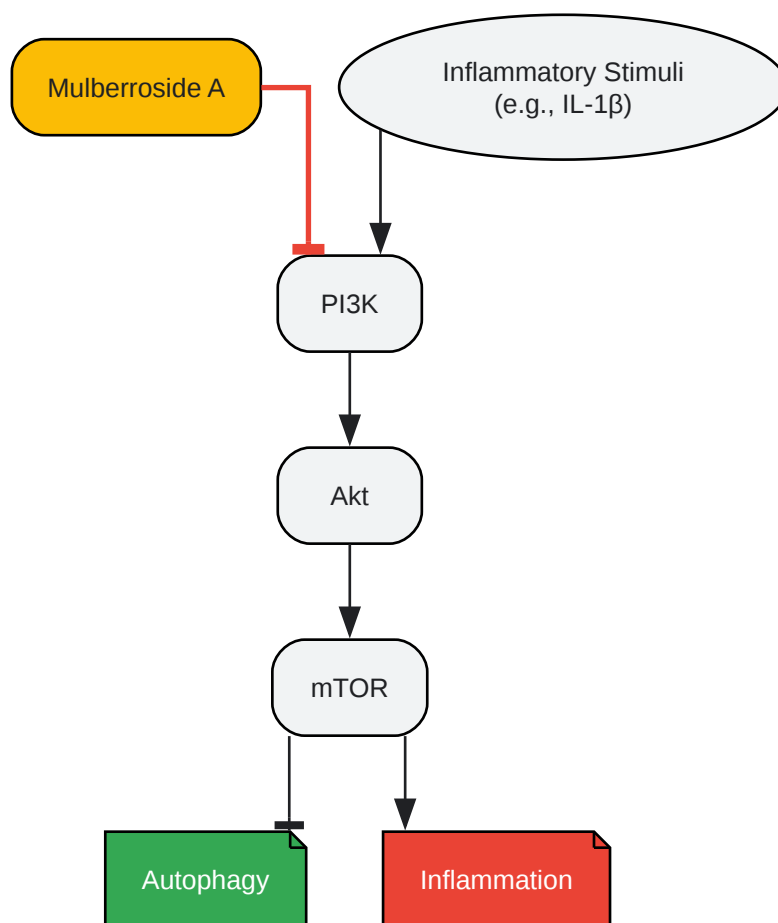 Mulberroside A
Inflammatory Stimuli
(e.g., IL-1β)
PI3K
Akt
mTOR
Autophagy
Inflammation